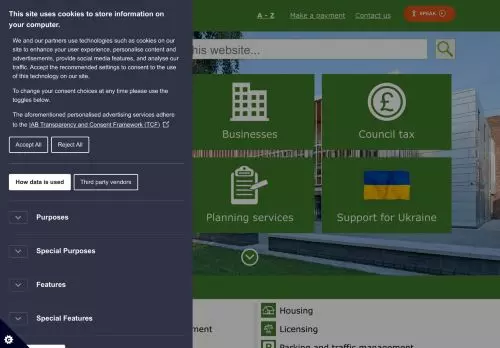 This site uses cookies to store information on
your computer.
We and our partners use technologies such as cookies on our
site to enhance your user experience, personalise content and
advertisements, provide social media features, and analyse our
traffic. Accept the recommended settings to consent to the use
of this technology on our site.
To change your consent choices at any time please use the
toggles below.
The aforementioned personalised advertising services adhere
to the IAB Transparency and Consent Framework (TCF)
Accept All
Reject All
How data is used
Third party vendors
Purposes
Special Purposes
Features
Special Features
A - Z
Make a payment
Contact us
SPEAK
this website...
Businesses
Council tax
Planning services
Support for Ukraine
Housing
Licensing
Parking and traffic management